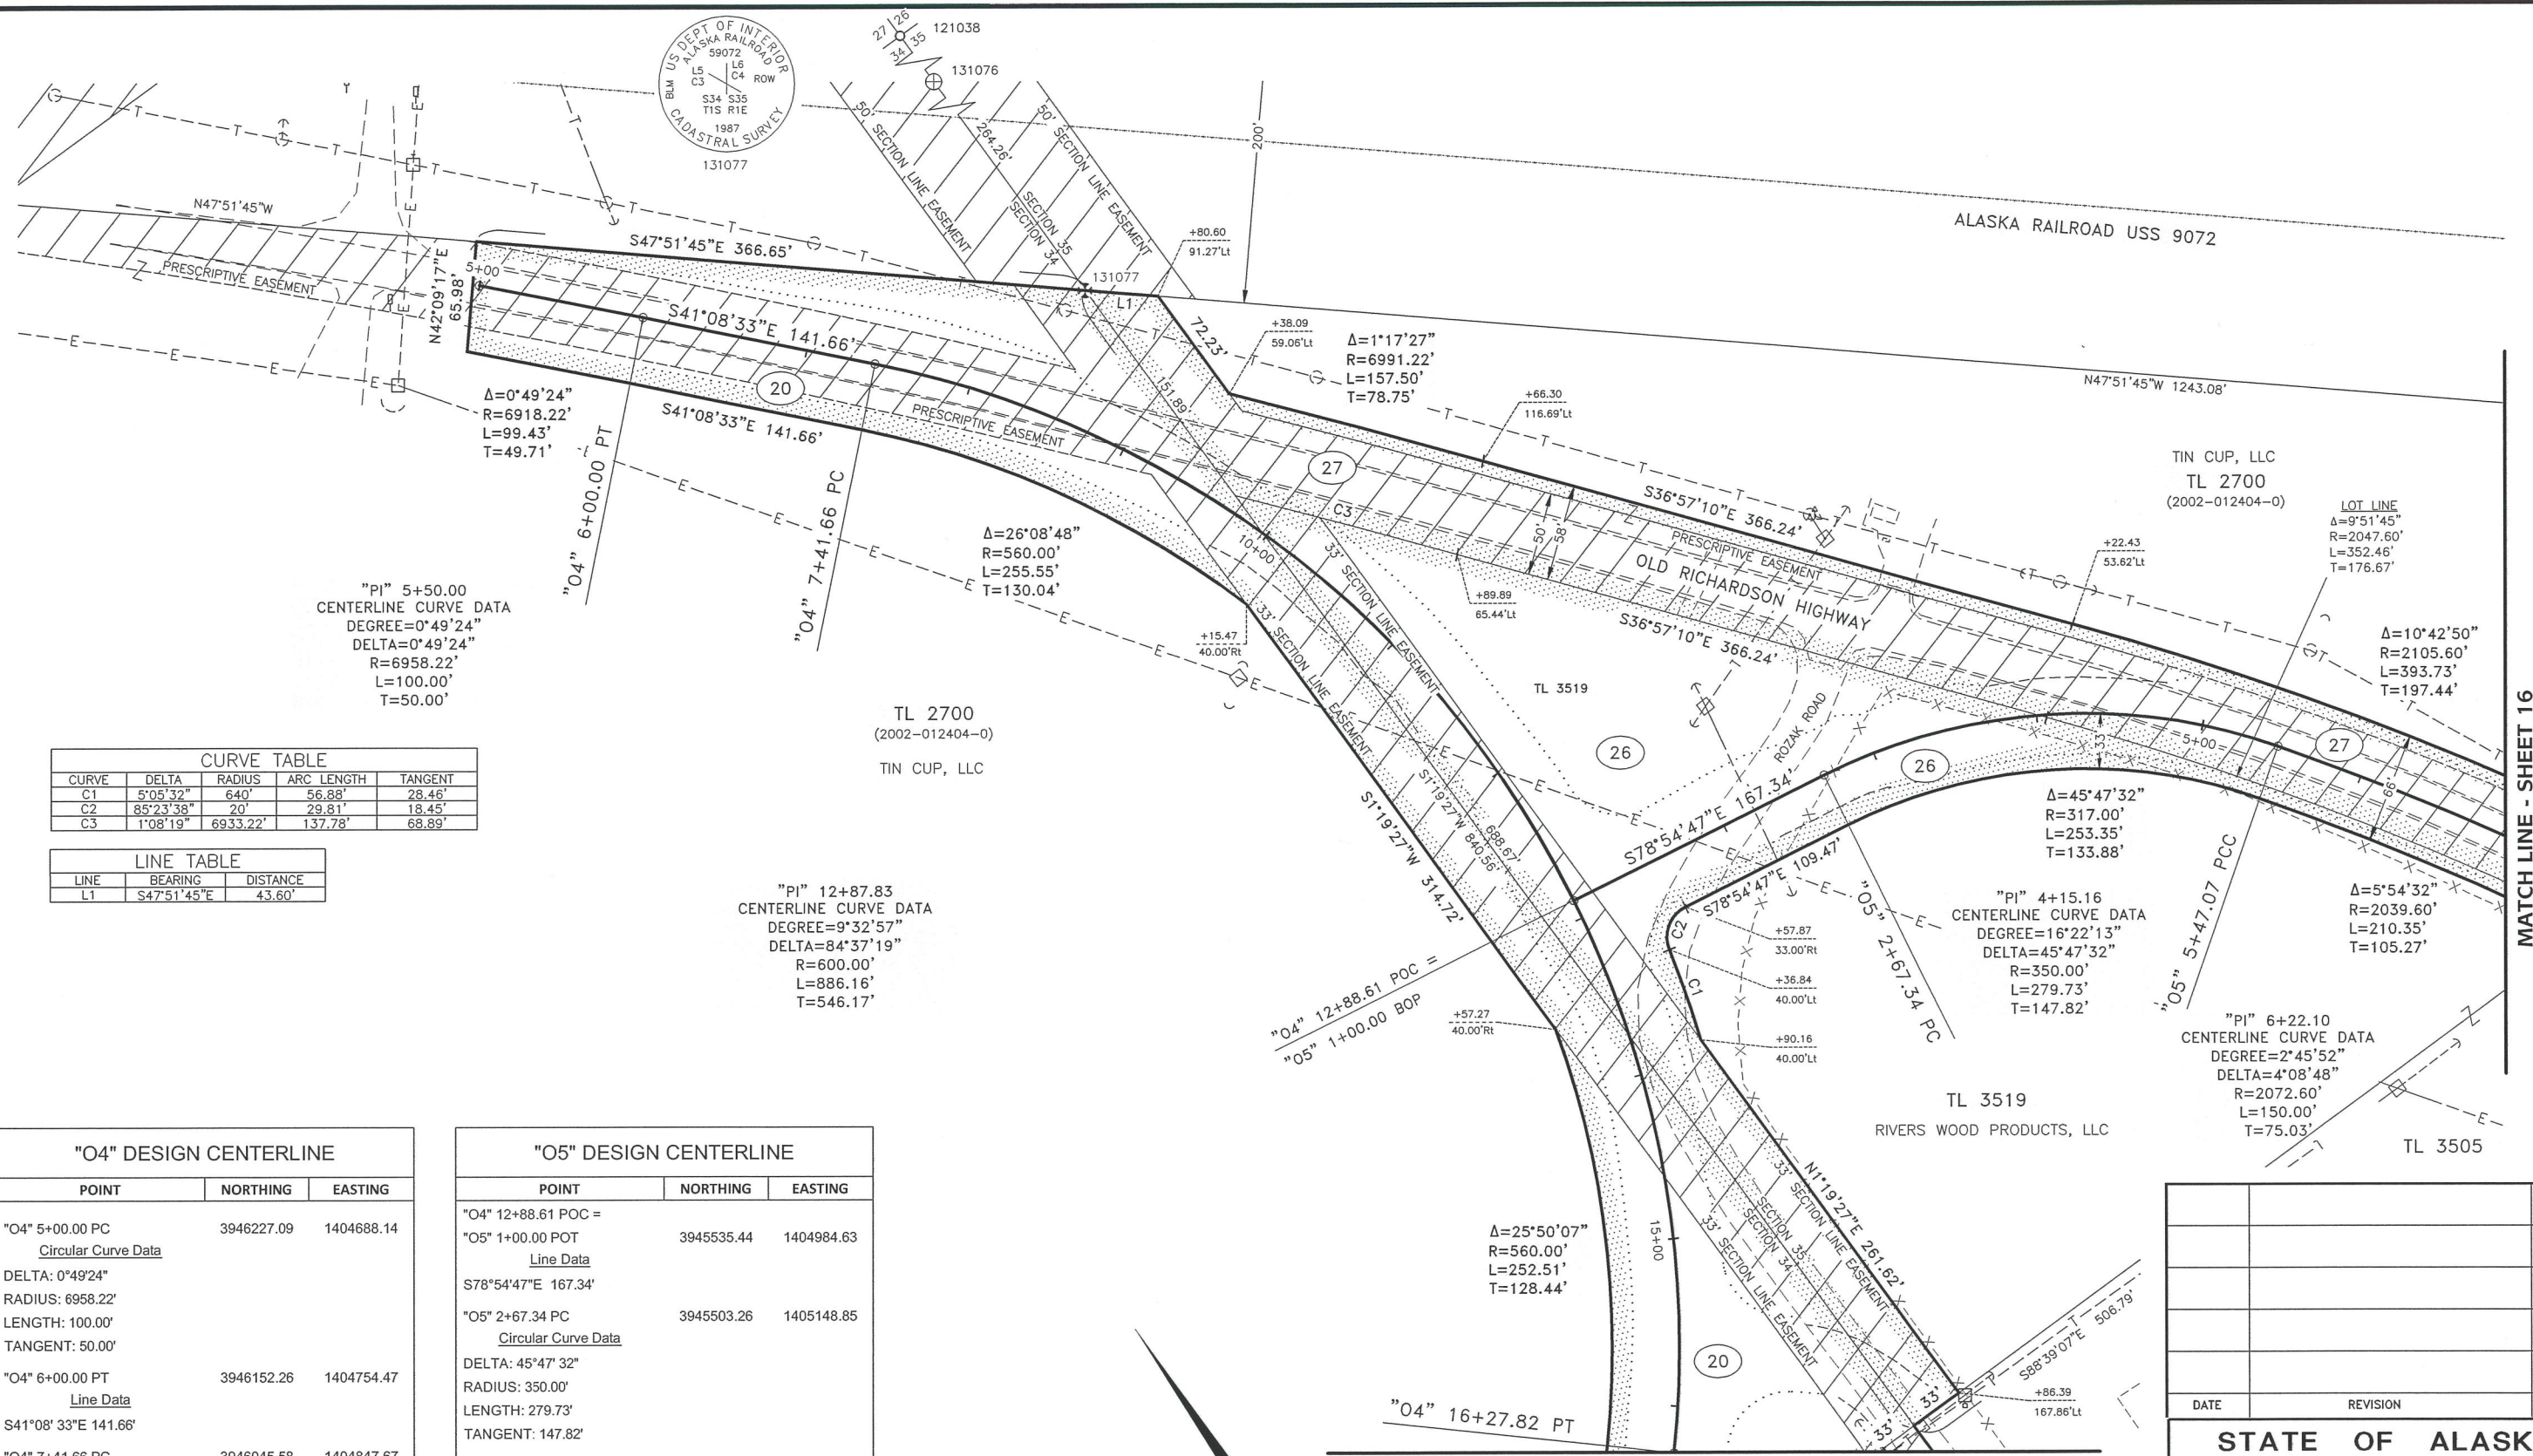 27 26
34 35
121038
131076
BLM US DEPT OF INTERIOR
ALASKA RAILROAD
59072
L5 L6
C3 C4 ROW
S34 S35
T1S R1E
1987
CADASTRAL SURVEY
131077
50' SECTION LINE EASEMENT
264.26'
SECTION 35
SECTION 34
50' SECTION LINE EASEMENT
200'
ALASKA RAILROAD USS 9072
N47°51'45"W
PRESCRIPTIVE EASEMENT
N42°09'17"E
65.98'
5+00
S47°51'45"E 366.65'
131077
L1
+80.60
91.27'Lt
72.23'
+38.09
59.06'Lt
Δ=1°17'27"
R=6991.22'
L=157.50'
T=78.75'
+66.30
116.69'Lt
N47°51'45"W 1243.08'
S41°08'33"E 141.66'
20
S41°08'33"E 141.66'
PRESCRIPTIVE EASEMENT
151.89'
27
C3
50'
58'
S36°57'10"E 366.24'
PRESCRIPTIVE EASEMENT
OLD RICHARDSON HIGHWAY
S36°57'10"E 366.24'
TIN CUP, LLC
TL 2700
(2002-012404-0)
LOT LINE
Δ=9°51'45"
R=2047.60'
L=352.46'
T=176.67'
+22.43
53.62'Lt
Δ=0°49'24"
R=6918.22'
L=99.43'
T=49.71'
"O4" 6+00.00 PT
"O4" 7+41.66 PC
Δ=26°08'48"
R=560.00'
L=255.55'
T=130.04'
10+00
33' SECTION LINE EASEMENT
+89.89
65.44'Lt
+15.47
40.00'Rt
33' SECTION LINE EASEMENT
Δ=10°42'50"
R=2105.60'
L=393.73'
T=197.44'
"PI" 5+50.00
CENTERLINE CURVE DATA
DEGREE=0°49'24"
DELTA=0°49'24"
R=6958.22'
L=100.00'
T=50.00'
TL 2700
(2002-012404-0)
TIN CUP, LLC
TL 3519
26
ROZAK ROAD
26
33'
5+00
27
66'
MATCH LINE - SHEET 16
CURVE TABLE
CURVE DELTA RADIUS ARC LENGTH TANGENT
C1 5°05'32" 640' 56.88' 28.46'
C2 85°23'38" 20' 29.81' 18.45'
C3 1°08'19" 6933.22' 137.78' 68.89'
LINE TABLE
LINE BEARING DISTANCE
L1 S47°51'45"E 43.60'
S1°19'27"W 314.72'
S1°19'27"W 840.56'
688.67'
S78°54'47"E 167.34'
S78°54'47"E 109.47'
Δ=45°47'32"
R=317.00'
L=253.35'
T=133.88'
"PI" 12+87.83
CENTERLINE CURVE DATA
DEGREE=9°32'57"
DELTA=84°37'19"
R=600.00'
L=886.16'
T=546.17'
"O4" 12+88.61 POC =
"O5" 1+00.00 BOP
C2
C1
+57.87
33.00'Rt
+36.84
40.00'Lt
+57.27
40.00'Rt
+90.16
40.00'Lt
"O5" 2+67.34 PC
"PI" 4+15.16
CENTERLINE CURVE DATA
DEGREE=16°22'13"
DELTA=45°47'32"
R=350.00'
L=279.73'
T=147.82'
"O5" 5+47.07 PCC
Δ=5°54'32"
R=2039.60'
L=210.35'
T=105.27'
"PI" 6+22.10
CENTERLINE CURVE DATA
DEGREE=2°45'52"
DELTA=4°08'48"
R=2072.60'
L=150.00'
T=75.03'
TL 3519
RIVERS WOOD PRODUCTS, LLC
TL 3505
"O4" DESIGN CENTERLINE
POINT NORTHING EASTING
"O4" 5+00.00 PC 3946227.09 1404688.14
Circular Curve Data
DELTA: 0°49'24"
RADIUS: 6958.22'
LENGTH: 100.00'
TANGENT: 50.00'
"O4" 6+00.00 PT 3946152.26 1404754.47
Line Data
S41°08' 33"E 141.66'
"O4" 7+41.66 PC 3946045.58 1404847.67
"O5" DESIGN CENTERLINE
POINT NORTHING EASTING
"O4" 12+88.61 POC =
"O5" 1+00.00 POT 3945535.44 1404984.63
Line Data
S78°54'47"E 167.34'
"O5" 2+67.34 PC 3945503.26 1405148.85
Circular Curve Data
DELTA: 45°47' 32"
RADIUS: 350.00'
LENGTH: 279.73'
TANGENT: 147.82'
Δ=25°50'07"
R=560.00'
L=252.51'
T=128.44'
15+00
20
N1°19'27"E 261.62'
33' SECTION LINE EASEMENT
SECTION 35
SECTION 34
33' SECTION LINE EASEMENT
"O4" 16+27.82 PT
33'
33'
S88°39'07"E 506.79'
+86.39
167.86'Lt
DATE REVISION
STATE OF ALASK